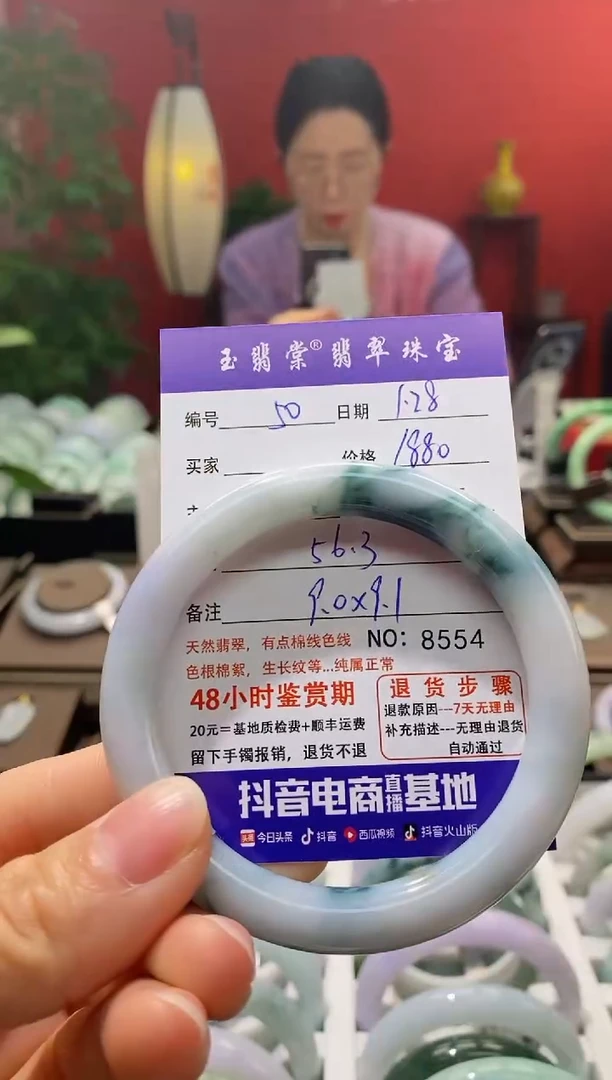 玉翡棠® 翡翠珠宝
编号 50 日期 1.28
买家 价格 1880
56.3
备注 9.0x9.1
天然翡翠,有点棉线色线 NO: 8554
色根棉絮,生长纹等...纯属正常
48小时鉴赏期
20元=基地质检费+顺丰运费
留下手镯报销,退货不退
退货步骤
退款原因---7天无理由
补充描述---无理由退货
自动通过
抖音电商直播基地
头条 今日头条 抖音 西瓜视频 抖音火山版